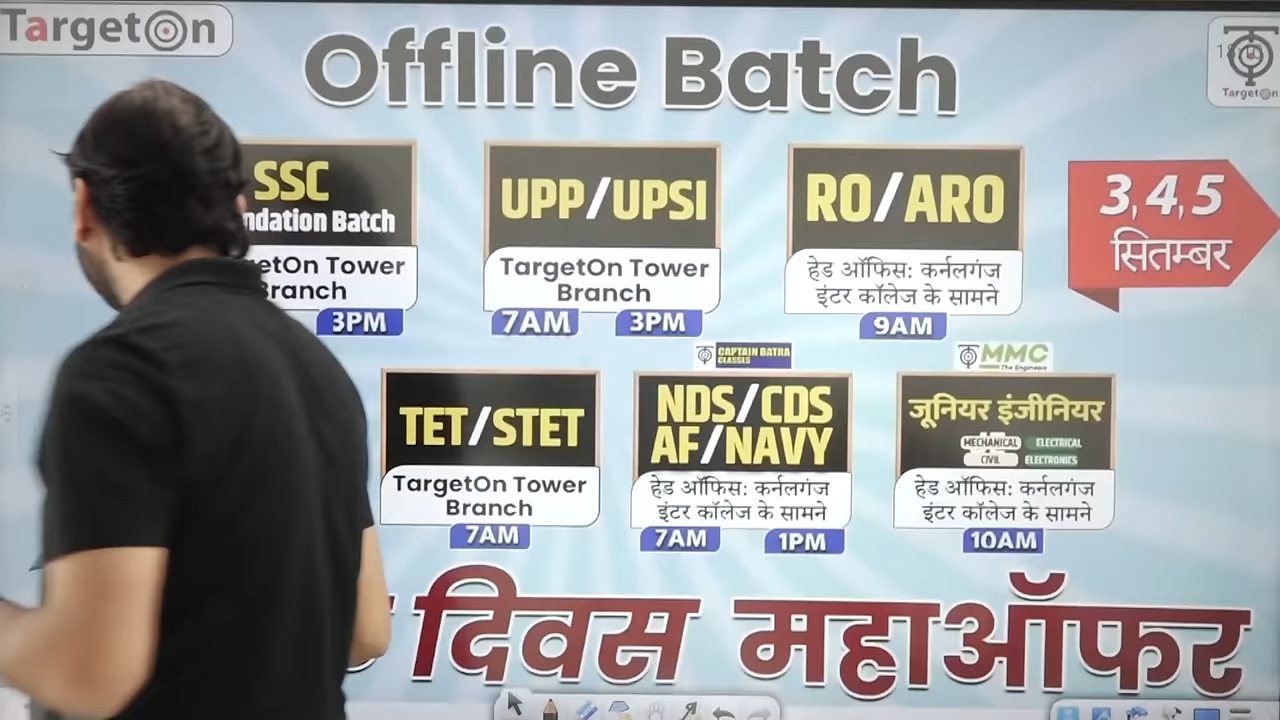 TargetOn
Offline Batch
TargetOn
SSC
ndation Batch
etOn Tower
Branch
3PM
UPP/UPSI
TargetOn Tower
Branch
7AM 3PM
RO/ARO
हेड ऑफिस: कर्नलगंज
इंटर कॉलेज के सामने
9AM
3,4,5
सितम्बर
TET/STET
TargetOn Tower
Branch
7AM
CAPTAIN BATRA
CLASSES
NDS/CDS
AF/NAVY
हेड ऑफिस: कर्नलगंज
इंटर कॉलेज के सामने
7AM 1PM
MMC
The Engineers
जूनियर इंजीनियर
MECHANICAL ELECTRICAL
CIVIL ELECTRONICS
हेड ऑफिस: कर्नलगंज
इंटर कॉलेज के सामने
10AM
दिवस महाऑफर